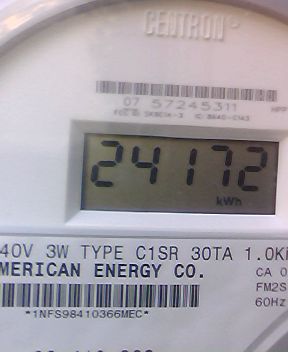 CENTRON®
07 57245311
24172
kWh
40V 3W TYPE C1SR 30TA 1.0K
MERICAN ENERGY CO.
CA 0
FM2S
60Hz
*1NFS98410366MEC*